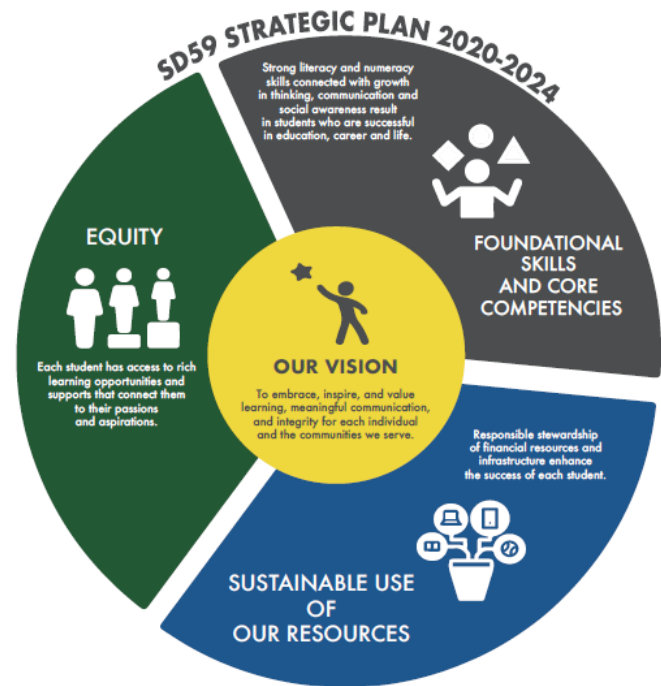 SD59 STRATEGIC PLAN 2020-2024
Strong literacy and numeracy
skills connected with growth
in thinking, communication and
social awareness result
in students who are successful
in education, career and life.
FOUNDATIONAL
SKILLS
AND CORE
COMPETENCIES
EQUITY
Each student has access to rich
learning opportunities and
supports that connect them
to their passions
and aspirations.
OUR VISION
To embrace, inspire, and value
learning, meaningful communication,
and integrity for each individual
and the communities we serve.
Responsible stewardship
of financial resources and
infrastructure enhance
the success of each student.
SUSTAINABLE USE
OF
OUR RESOURCES